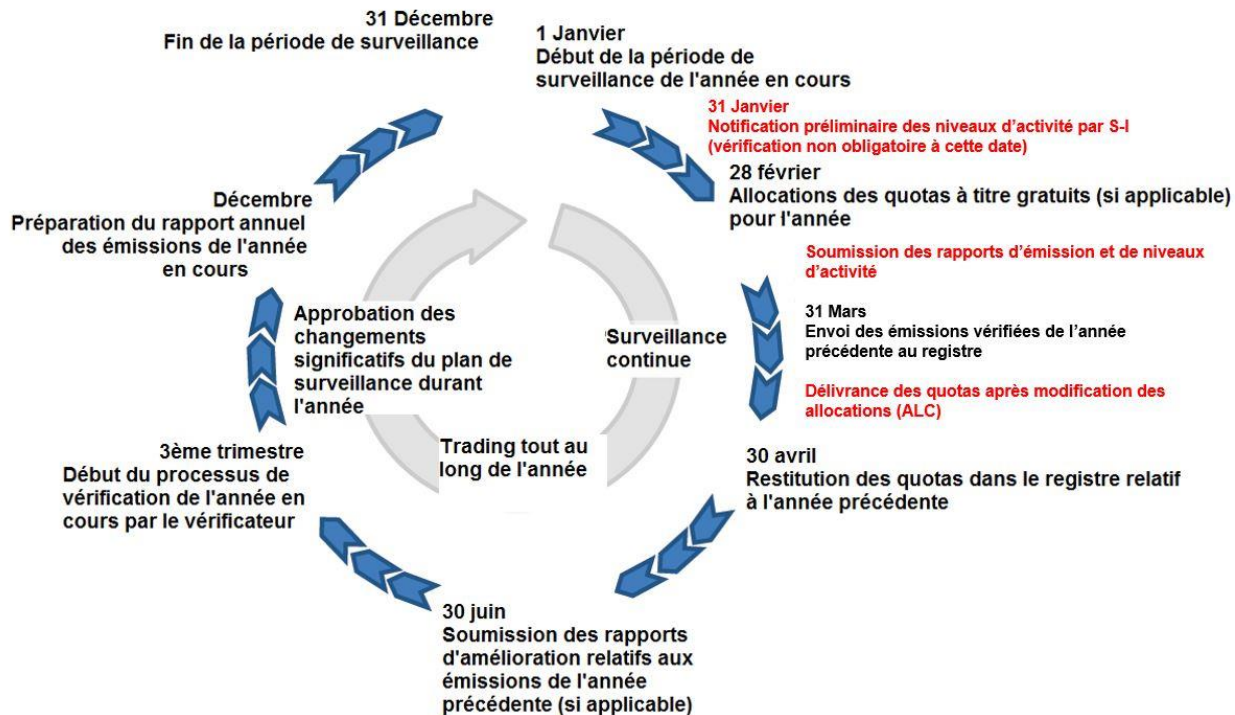 31 Décembre
Fin de la période de surveillance
1 Janvier
Début de la période de
surveillance de l'année en cours
31 Janvier
Notification préliminaire des niveaux d’activité par S-I
(vérification non obligatoire à cette date)
28 février
Allocations des quotas à titre gratuits (si applicable)
pour l'année
Soumission des rapports d’émission et de niveaux
d’activité
31 Mars
Envoi des émissions vérifiées de l’année
précédente au registre
Délivrance des quotas après modification des
allocations (ALC)
30 avril
Restitution des quotas dans le registre relatif
à l'année précédente
30 juin
Soumission des rapports
d'amélioration relatifs aux
émissions de l'année
précédente (si applicable)
3ème trimestre
Début du processus de
vérification de l'année en
cours par le vérificateur
Décembre
Préparation du rapport annuel
des émissions de l'année
en cours
Approbation des
changements
significatifs du plan de
surveillance durant
l'année
Surveillance
continue
Trading tout au
long de l'année